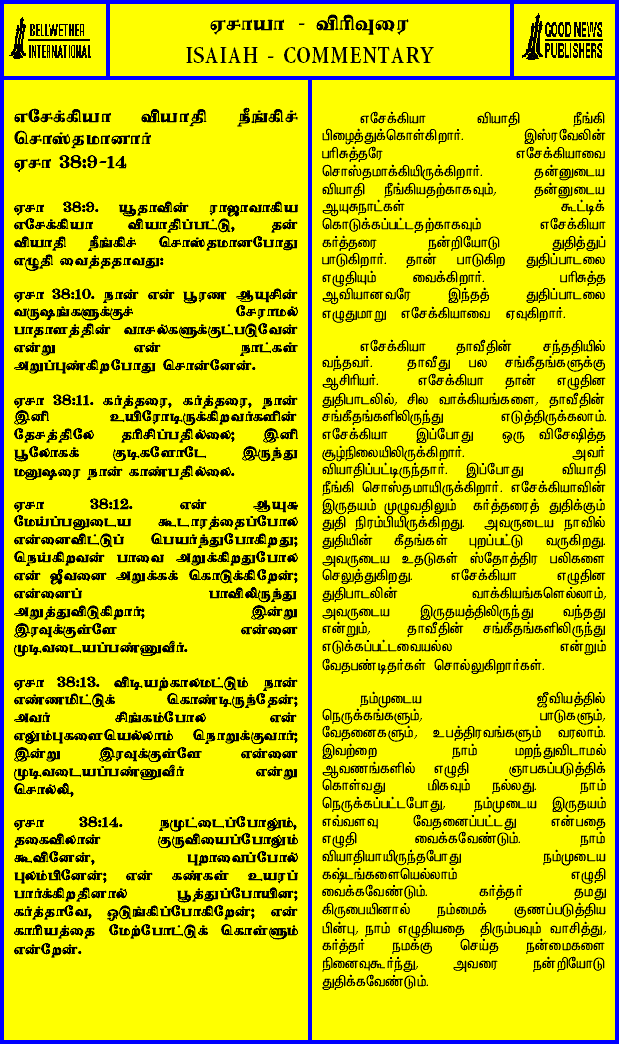 BELLWETHER
INTERNATIONAL
ஏசாயா - விரிவுரை
ISAIAH - COMMENTARY
GOOD NEWS
PUBLISHERS
எசேக்கியா வியாதி நீங்கிச்
சொஸ்தமானார்
ஏசா 38:9-14
ஏசா 38:9. யூதாவின் ராஜாவாகிய
எசேக்கியா வியாதிப்பட்டு, தன்
வியாதி நீங்கிச் சொஸ்தமானபோது
எழுதி வைத்ததாவது:
ஏசா 38:10. நான் என் பூரண ஆயுசின்
வருஷங்களுக்குச் சேராமல்
பாதாளத்தின் வாசல்களுக்குட்படுவேன்
என்று என் நாட்கள்
அறுப்புண்கிறபோது சொன்னேன்.
ஏசா 38:11. கர்த்தரை, கர்த்தரை, நான்
இனி உயிரோடிருக்கிறவர்களின்
தேசத்திலே தரிசிப்பதில்லை; இனி
பூலோகக் குடிகளோடே இருந்து
மனுஷரை நான் காண்பதில்லை.
ஏசா 38:12. என் ஆயுசு
மேய்ப்பனுடைய கூடாரத்தைப்போல
என்னைவிட்டுப் பெயர்ந்துபோகிறது;
நெய்கிறவன் பாவை அறுக்கிறதுபோல
என் ஜீவனை அறுக்கக் கொடுக்கிறேன்;
என்னைப் பாவிலிருந்து
அறுத்துவிடுகிறார்; இன்று
இரவுக்குள்ளே என்னை
முடிவடையப்பண்ணுவீர்.
ஏசா 38:13. விடியற்காலமட்டும் நான்
எண்ணமிட்டுக் கொண்டிருந்தேன்;
அவர் சிங்கம்போல என்
எலும்புகளையெல்லாம் நொறுக்குவார்;
இன்று இரவுக்குள்ளே என்னை
முடிவடையப்பண்ணுவீர் என்று
சொல்லி,
ஏசா 38:14. நாமுட்டைப்போலும்,
தகைவிலான் குருவியைப்போலும்
கூவினேன், புறாவைப்போல்
புலம்பினேன்; என் கண்கள் உயரப்
பார்க்கிறதினால் பூத்துப்போயின;
கர்த்தாவே, ஒடுங்கிப்போகிறேன்; என்
காரியத்தை மேற்போட்டுக் கொள்ளும்
என்றேன்.
எசேக்கியா வியாதி நீங்கி
பிழைத்துக்கொள்கிறார். இஸ்ரவேலின்
பரிசுத்தரே எசேக்கியாவை
சொஸ்தமாக்கியிருக்கிறார். தன்னுடைய
வியாதி நீங்கியதற்காகவும், தன்னுடைய
ஆயுசுநாட்கள் கூட்டிக்
கொடுக்கப்பட்டதற்காகவும் எசேக்கியா
கர்த்தரை நன்றியோடு துதித்துப்
பாடுகிறார். தான் பாடுகிற துதிப்பாடலை
எழுதியும் வைக்கிறார். பரிசுத்த
ஆவியானவரே இந்தத் துதிப்பாடலை
எழுதுமாறு எசேக்கியாவை ஏவுகிறார்.
எசேக்கியா தாவீதின் சந்ததியில்
வந்தவர். தாவீது பல சங்கீதங்களுக்கு
ஆசிரியர். எசேக்கியா தான் எழுதின
துதிபாடலில், சில வாக்கியங்களை, தாவீதின்
சங்கீதங்களிலிருந்து எடுத்திருக்கலாம்.
எசேக்கியா இப்போது ஒரு விசேஷித்த
சூழ்நிலையிலிருக்கிறார். அவர்
வியாதிப்பட்டிருந்தார். இப்போது வியாதி
நீங்கி சொஸ்தமாயிருக்கிறார். எசேக்கியாவின்
இருதயம் முழுவதிலும் கர்த்தரைத் துதிக்கும்
துதி நிரம்பியிருக்கிறது. அவருடைய நாவில்
துதியின் கீதங்கள் புறப்பட்டு வருகிறது.
அவருடைய உதடுகள் ஸ்தோத்திர பலிகளை
செலுத்துகிறது. எசேக்கியா எழுதின
துதிபாடலின் வாக்கியங்களெல்லாம்,
அவருடைய இருதயத்திலிருந்து வந்தது
என்றும், தாவீதின் சங்கீதங்களிலிருந்து
எடுக்கப்பட்டவையல்ல என்றும்
வேதபண்டிதர்கள் சொல்லுகிறார்கள்.
நம்முடைய ஜீவியத்தில்
நெருக்கங்களும், பாடுகளும்,
வேதனைகளும், உபத்திரவங்களும் வரலாம்.
இவற்றை நாம் மறந்துவிடாமல்
ஆவணங்களில் எழுதி ஞாபகப்படுத்திக்
கொள்வது மிகவும் நல்லது. நாம்
நெருக்கப்பட்டபோது, நம்முடைய இருதயம்
எவ்வளவு வேதனைப்பட்டது என்பதை
எழுதி வைக்கவேண்டும். நாம்
வியாதியாயிருந்தபோது நம்முடைய
கஷ்டங்களையெல்லாம் எழுதி
வைக்கவேண்டும். கர்த்தர் தமது
கிருபையினால் நம்மைக் குணப்படுத்திய
பின்பு, நாம் எழுதியதை திரும்பவும் வாசித்து,
கர்த்தர் நமக்கு செய்த நன்மைகளை
நினைவுகூர்ந்து, அவரை நன்றியோடு
துதிக்கவேண்டும்.